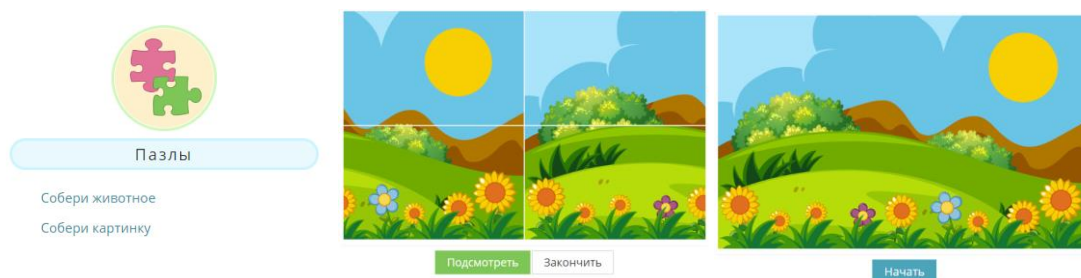 Пазлы
Собери животное
Собери картинку
Подсмотреть
Закончить
Начать